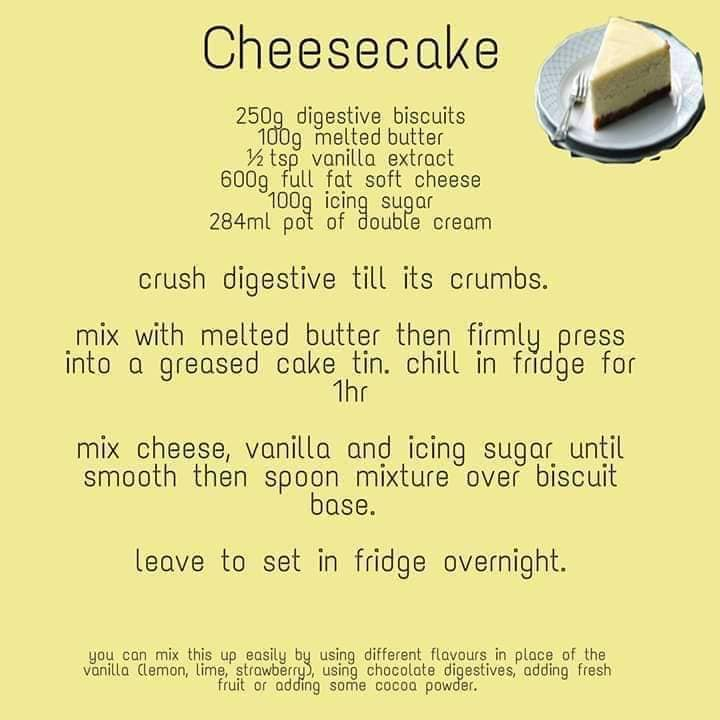 Cheesecake
250g digestive biscuits
100g melted butter
½ tsp vanilla extract
600g full fat soft cheese
100g icing sugar
284ml pot of double cream
crush digestive till its crumbs.
mix with melted butter then firmly press
into a greased cake tin. chill in fridge for
1hr
mix cheese, vanilla and icing sugar until
smooth then spoon mixture over biscuit
base.
leave to set in fridge overnight.
you can mix this up easily by using different flavours in place of the
vanilla (lemon, lime, strawberry), using chocolate digestives, adding fresh
fruit or adding some cocoa powder.